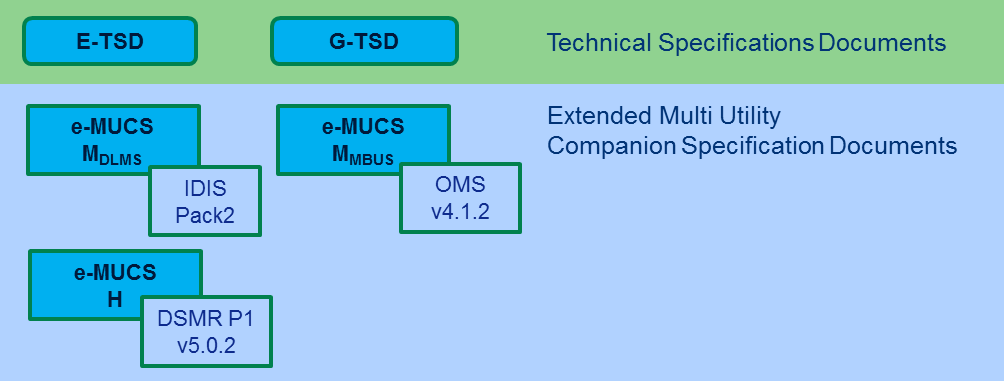 E-TSD
G-TSD
Technical Specifications Documents
e-MUCS
MDLMS
IDIS
Pack2
e-MUCS
MMBUS
OMS
v4.1.2
Extended Multi Utility
Companion Specification Documents
e-MUCS
H
DSMR P1
v5.0.2